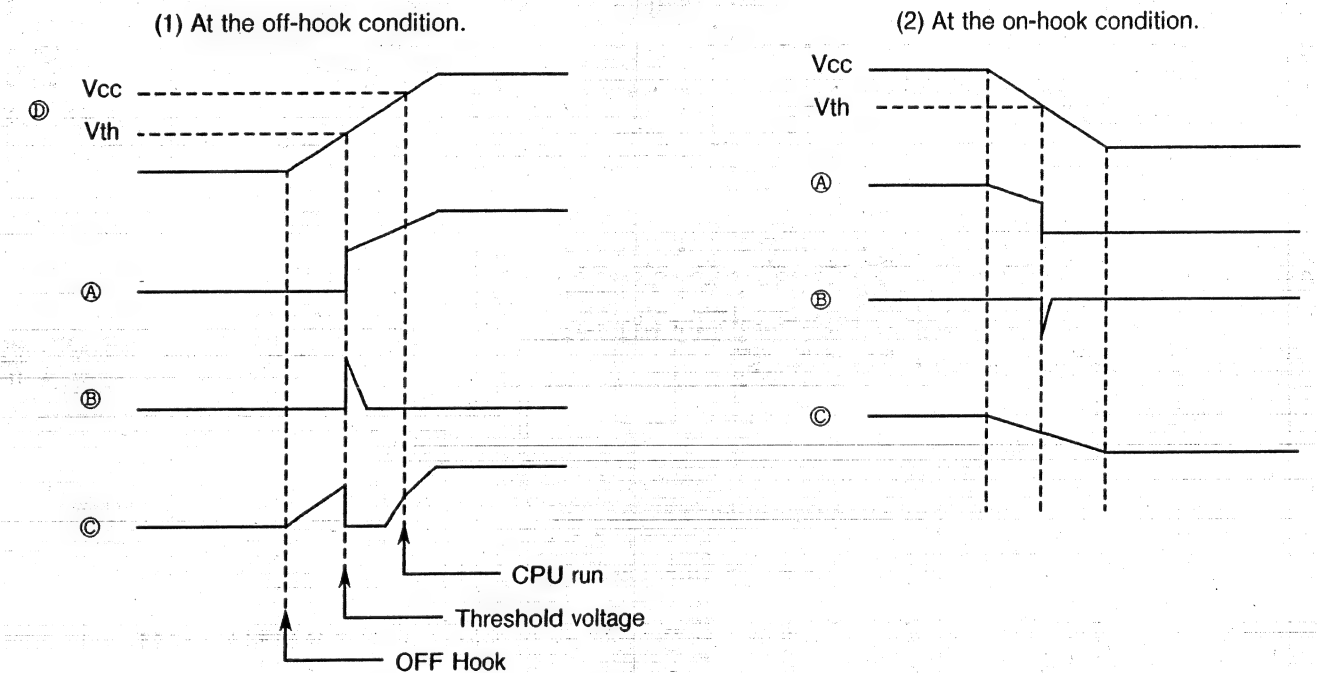 (1) At the off-hook condition.
Vcc
Ⓓ
Vth
Ⓐ
Ⓑ
Ⓒ
CPU run
Threshold voltage
OFF Hook
(2) At the on-hook condition.
Vcc
Vth
Ⓐ
Ⓑ
Ⓒ